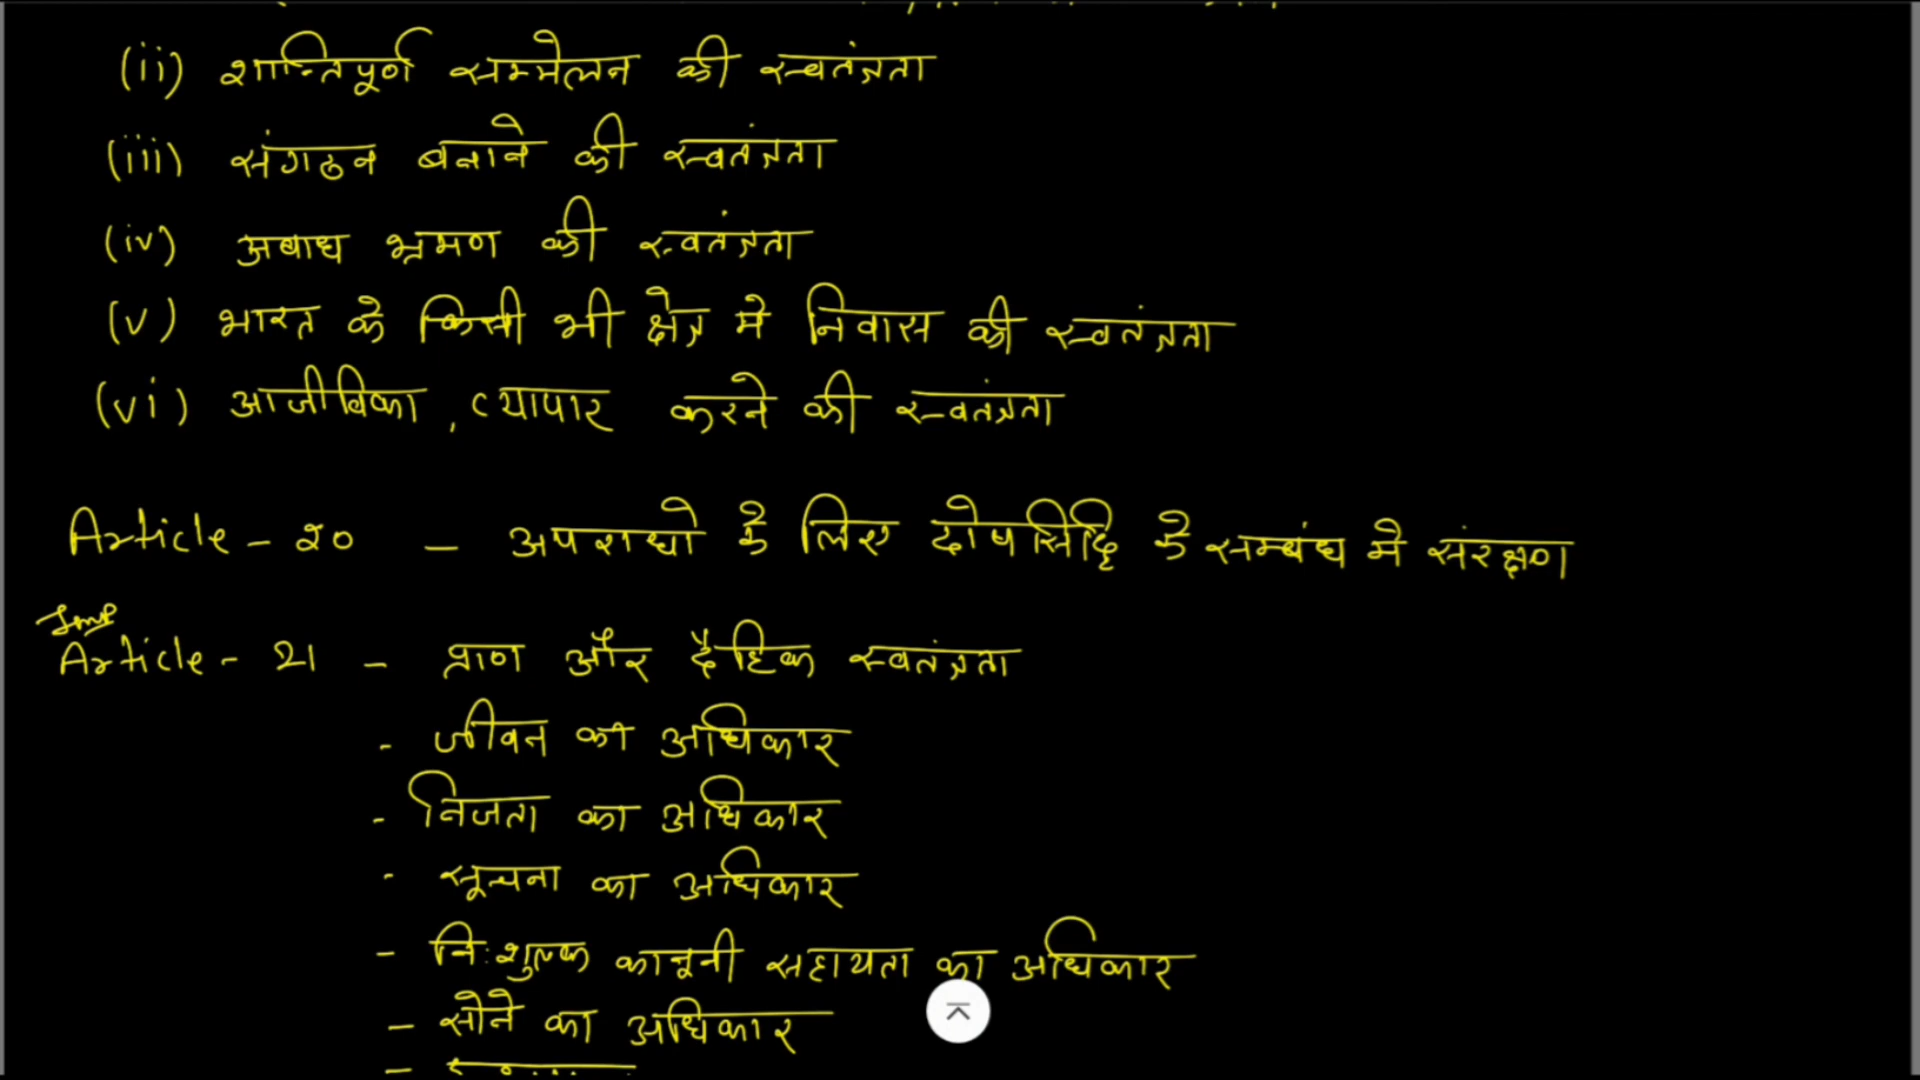 (ii) शान्तिपूर्ण सम्मेलन की स्वतंत्रता
(iii) संगठन बनाने की स्वतंत्रता
(iv) अबाध भ्रमण की स्वतंत्रता
(v) भारत के किसी भी क्षेत्र मे निवास की स्वतंत्रता
(vi) आजीविका, व्यापार करने की स्वतंत्रता
Article - २० - अपराधो के लिए दोषसिद्धि के सम्बंध मे संरक्षण
Imp
Article - 21 - प्राण और दैहिक स्वतंत्रता
- जीवन का अधिकार
- निजता का अधिकार
- सूचना का अधिकार
- निःशुल्क कानूनी सहायता का अधिकार
- सोने का अधिकार